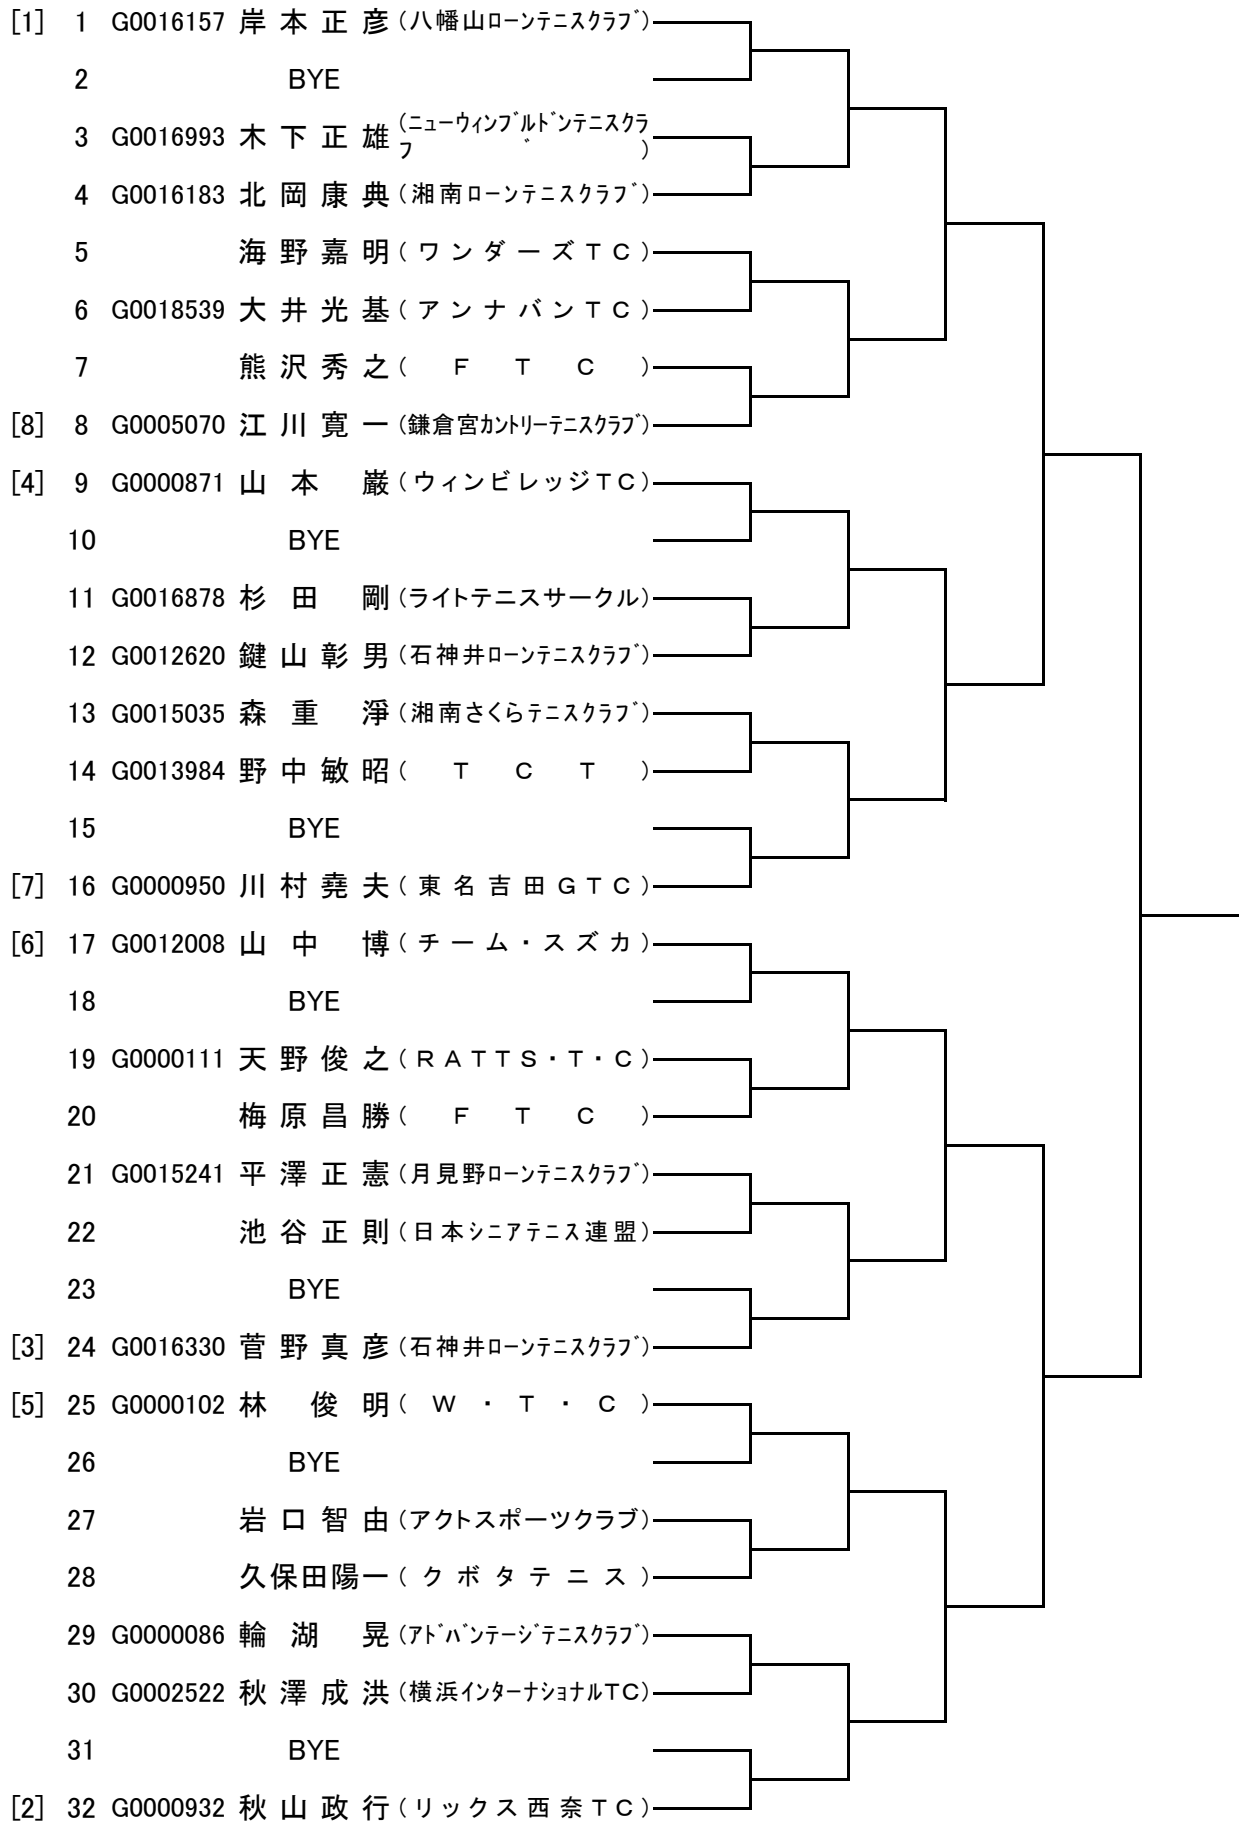 [1] 1 G0016157 岸本正彦 (八幡山ローンテニスクラブ)
2 BYE
3 G0016993 木下正雄 (ニューウィンブルドンテニスクラ
ブ)
4 G0016183 北岡康典 (湘南ローンテニスクラブ)
5 海野嘉明 (ワンダーズTC)
6 G0018539 大井光基 (アンナバンTC)
7 熊沢秀之 (FTC)
[8] 8 G0005070 江川寛一 (鎌倉宮カントリーテニスクラブ)
[4] 9 G0000871 山本巌 (ウィンビレッジTC)
10 BYE
11 G0016878 杉田剛 (ライトテニスサークル)
12 G0012620 鍵山彰男 (石神井ローンテニスクラブ)
13 G0015035 森重淨 (湘南さくらテニスクラブ)
14 G0013984 野中敏昭 (TCT)
15 BYE
[7] 16 G0000950 川村堯夫 (東名吉田GTC)
[6] 17 G0012008 山中博 (チーム・スズカ)
18 BYE
19 G0000111 天野俊之 (RATTS・T・C)
20 梅原昌勝 (FTC)
21 G0015241 平澤正憲 (月見野ローンテニスクラブ)
22 池谷正則 (日本シニアテニス連盟)
23 BYE
[3] 24 G0016330 菅野真彦 (石神井ローンテニスクラブ)
[5] 25 G0000102 林俊明 (W・T・C)
26 BYE
27 岩口智由 (アクトスポーツクラブ)
28 久保田陽一 (クボタテニス)
29 G0000086 輪湖晃 (アドバンテージテニスクラブ)
30 G0002522 秋澤成洪 (横浜インターナショナルTC)
31 BYE
[2] 32 G0000932 秋山政行 (リックス西奈TC)